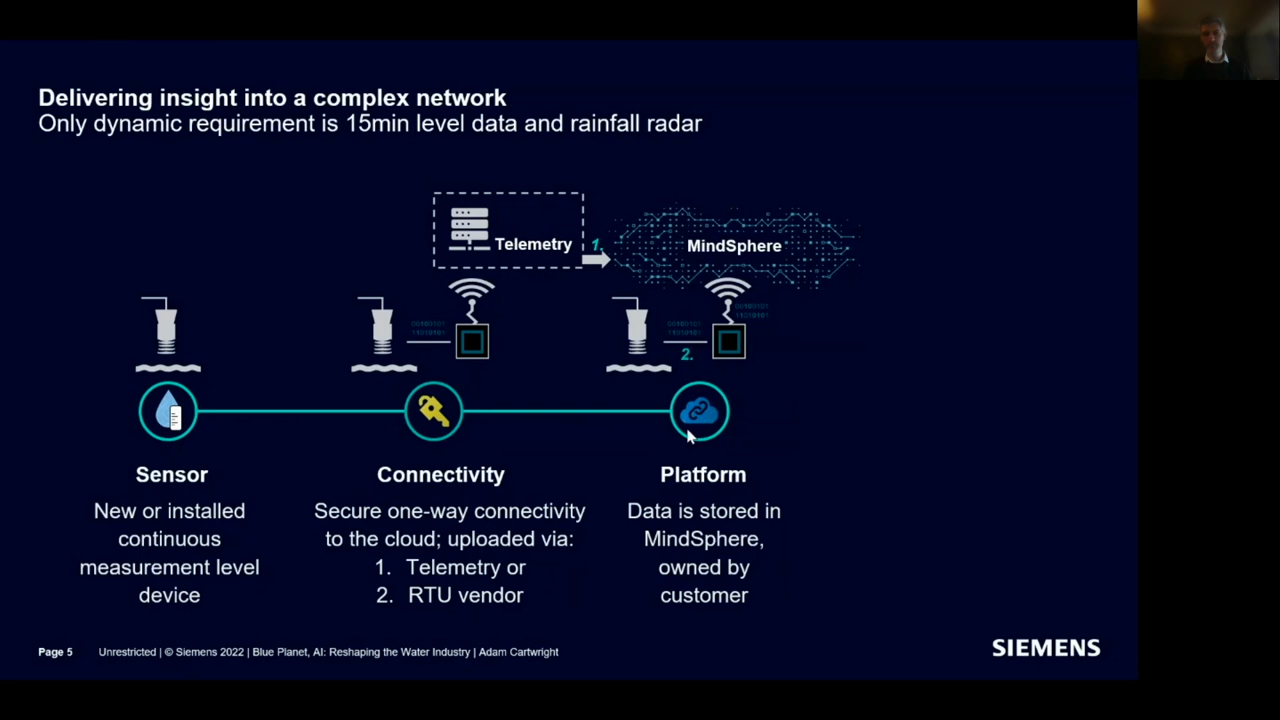 Delivering insight into a complex network
Only dynamic requirement is 15min level data and rainfall radar
Telemetry
1.
MindSphere
2.
Sensor
New or installed
continuous
measurement level
device
Connectivity
Secure one-way connectivity
to the cloud; uploaded via:
1. Telemetry or
2. RTU vendor
Platform
Data is stored in
MindSphere,
owned by
customer
Page 5 Unrestricted | © Siemens 2022 | Blue Planet, AI: Reshaping the Water Industry | Adam Cartwright
SIEMENS